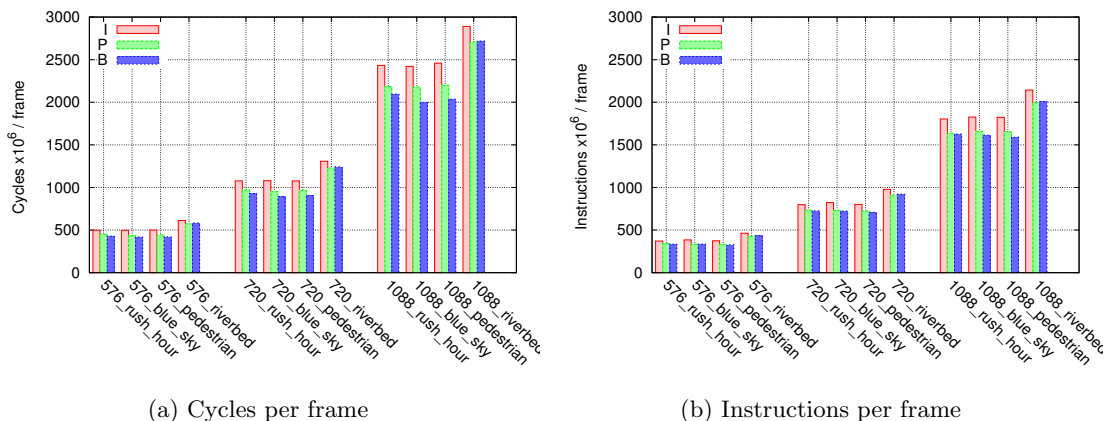 3000
2500
2000
1500
1000
500
0
Cycles x10^6 / frame
I
P
B
576_rush_hour
576_blue_sky
576_pedestrian
576_riverbed
720_rush_hour
720_blue_sky
720_pedestrian
720_riverbed
1088_rush_hour
1088_blue_sky
1088_pedestrian
1088_riverbed
(a) Cycles per frame
3000
2500
2000
1500
1000
500
0
Instructions x10^6 / frame
I
P
B
576_rush_hour
576_blue_sky
576_pedestrian
576_riverbed
720_rush_hour
720_blue_sky
720_pedestrian
720_riverbed
1088_rush_hour
1088_blue_sky
1088_pedestrian
1088_riverbed
(b) Instructions per frame